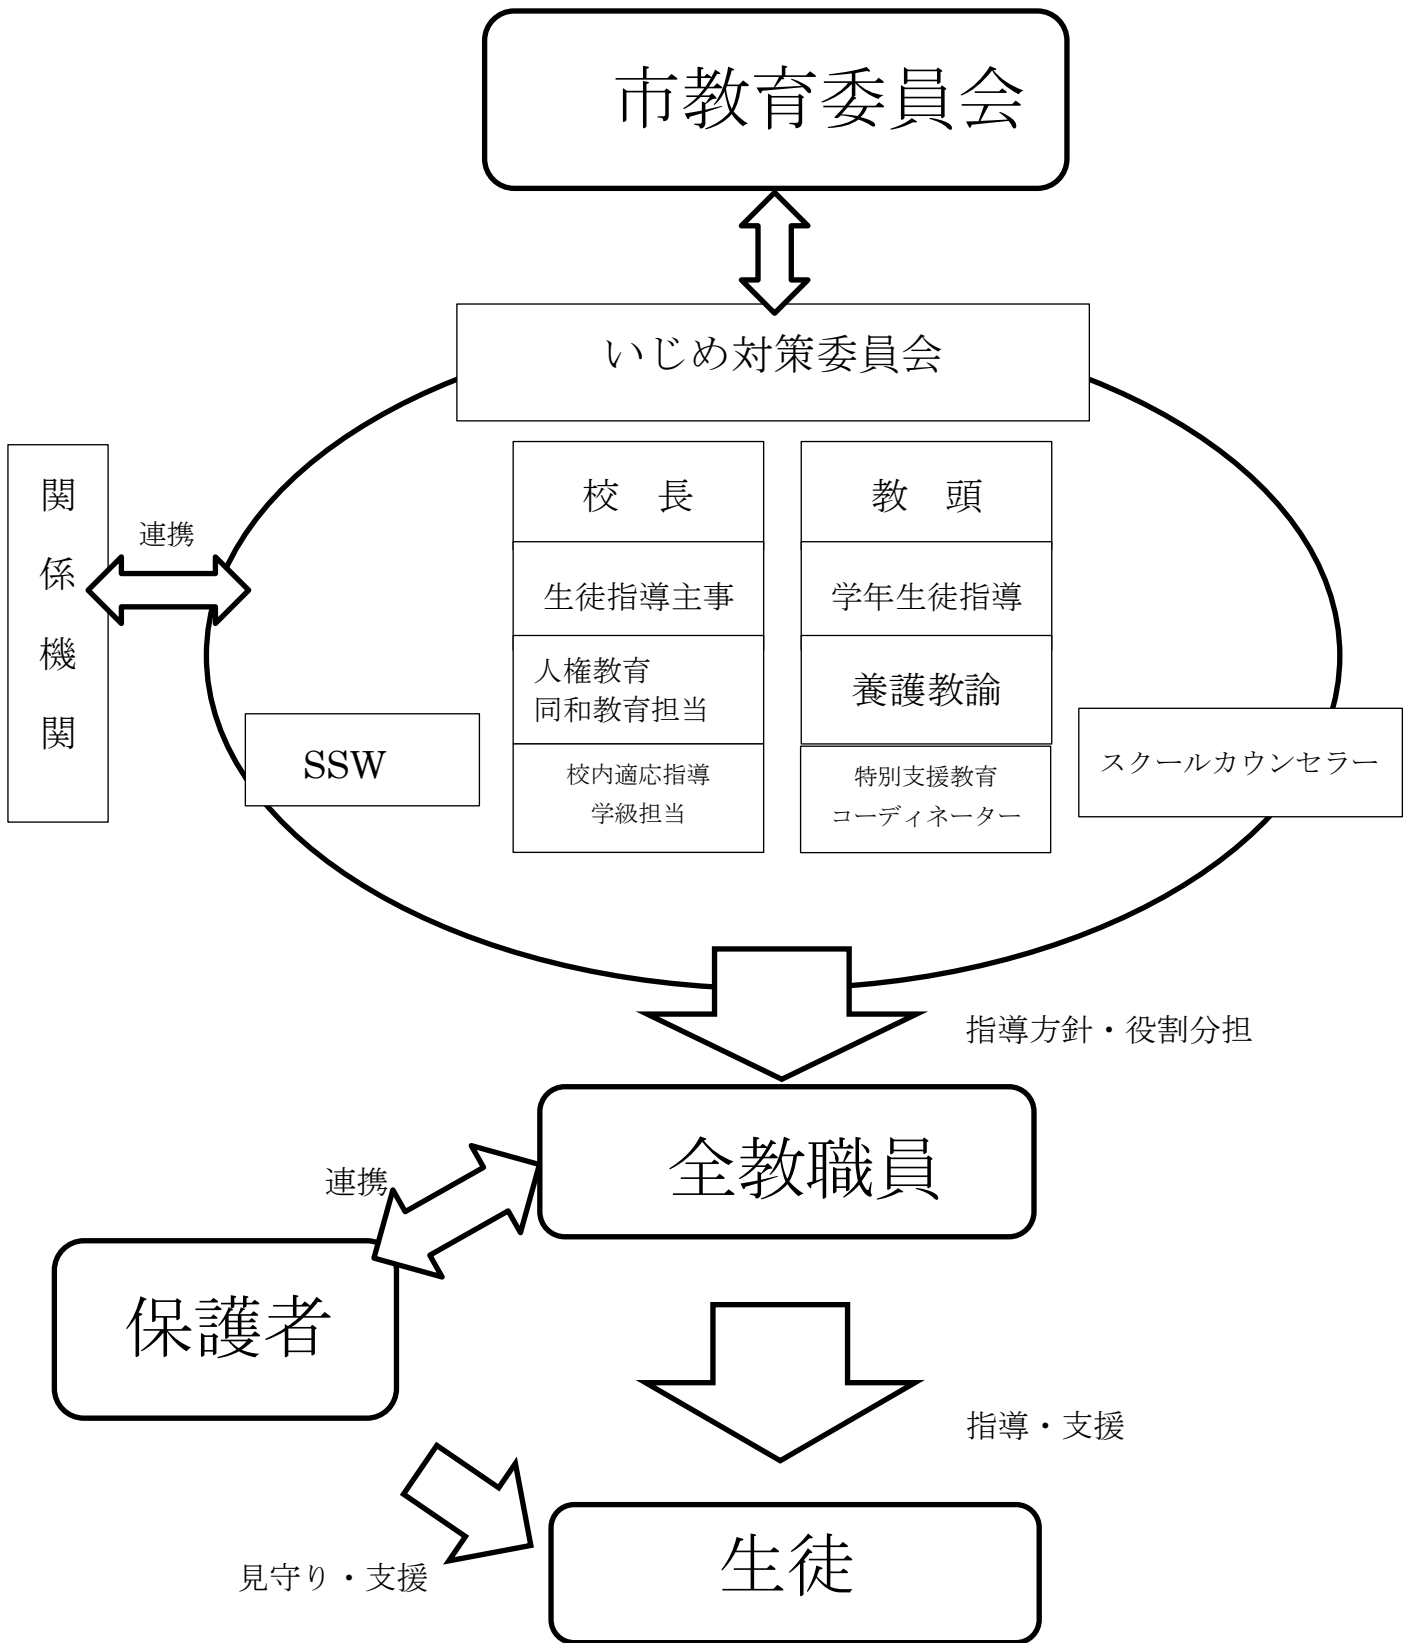 市教育委員会
いじめ対策委員会
関係機関
連携
校　長
教　頭
生徒指導主事
学年生徒指導
人権教育
同和教育担当
養護教諭
SSW
校内適応指導
学級担当
特別支援教育
コーディネーター
スクールカウンセラー
指導方針・役割分担
全教職員
連携
保護者
指導・支援
見守り・支援
生徒